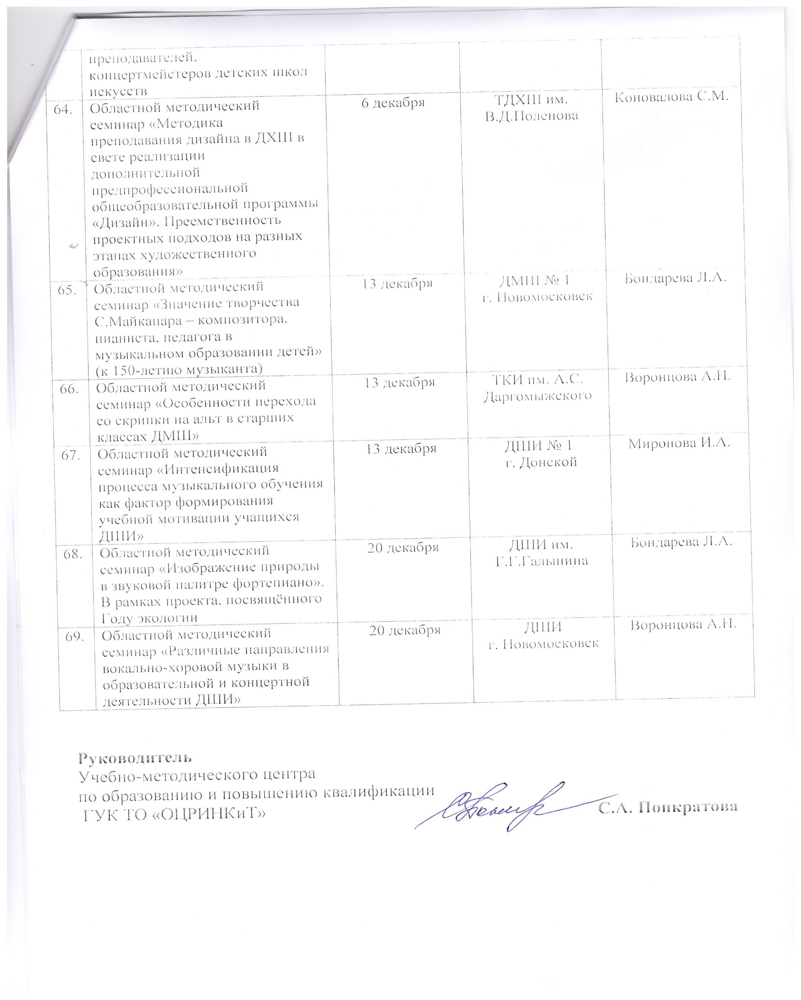 преподавателей,
концертмейстеров детских школ
искусств
64.
Областной методический
семинар «Методика
преподавания дизайна в ДХШ в
свете реализации
дополнительной
предпрофессиональной
общеобразовательной программы
«Дизайн». Преемственность
проектных подходов на разных
этапах художественного
образования»
6 декабря
ТДХШ им.
В.Д.Поленова
Коновалова С.М.
65.
Областной методический
семинар «Значение творчества
С.Майкапара – композитора,
пианиста, педагога в
музыкальном образовании детей»
(к 150-летию музыканта)
13 декабря
ДМШ № 1
г. Новомосковск
Бондарева Л.А.
66.
Областной методический
семинар «Особенности перехода
со скрипки на альт в старших
классах ДМШ»
13 декабря
ТКИ им. А.С.
Даргомыжского
Воронцова А.Н.
67.
Областной методический
семинар «Интенсификация
процесса музыкального обучения
как фактор формирования
учебной мотивации учащихся
ДШИ»
13 декабря
ДШИ № 1
г. Донской
Миронова И.А.
68.
Областной методический
семинар «Изображение природы
в звуковой палитре фортепиано».
В рамках проекта, посвящённого
Году экологии
20 декабря
ДШИ им.
Г.Г.Галынина
Бондарева Л.А.
69.
Областной методический
семинар «Различные направления
вокально-хоровой музыки в
образовательной и концертной
деятельности ДШИ»
20 декабря
ДШИ
г. Новомосковск
Воронцова А.Н.
Руководитель
Учебно-методического центра
по образованию и повышению квалификации
ГУК ТО «ОЦРИНКиТ»
С.А. Понкратова